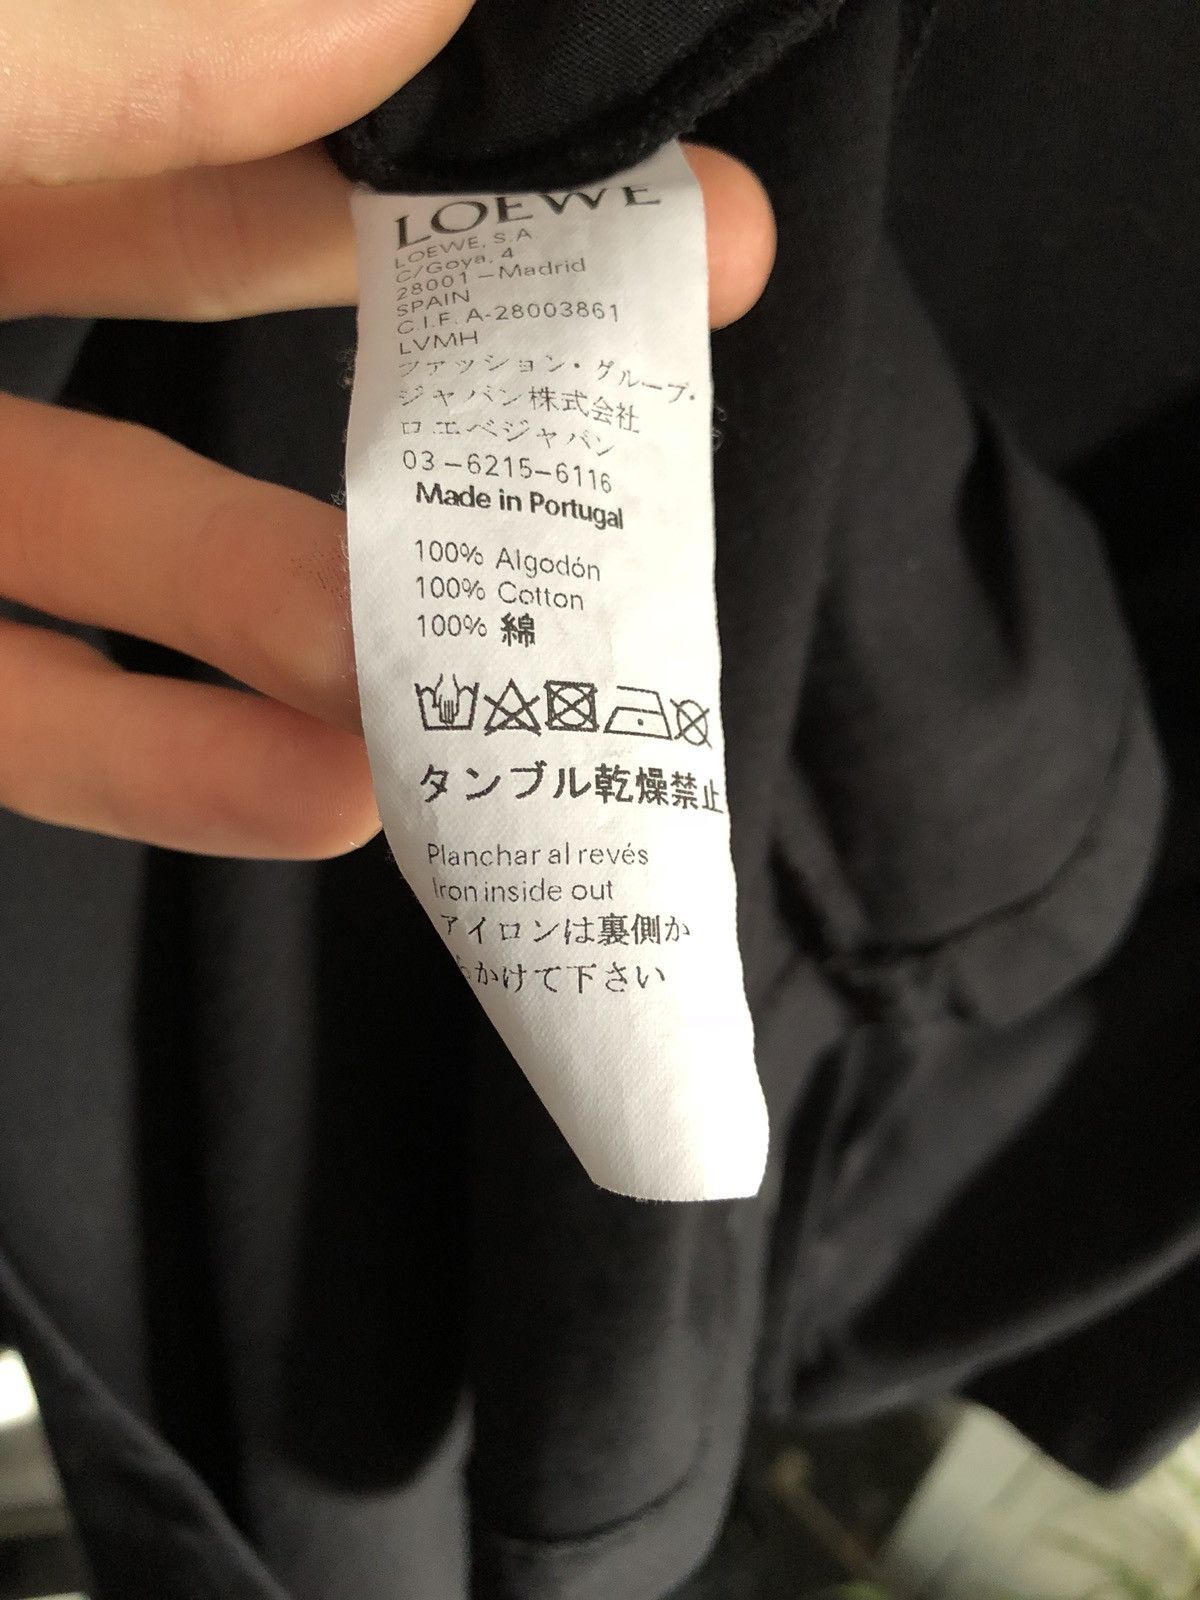 LOEWE
LOEWE, S.A
C/Goya, 4
28001 – Madrid
SPAIN
C.I.F. A-28003861
LVMH
ファッション・グループ・
ジャパン株式会社
ロエベジャパン
03 –6215–6116
Made in Portugal
100% Algodón
100% Cotton
100% 綿
タンブル乾燥禁止
Planchar al revés
Iron inside out
アイロンは裏側か
らかけて下さい